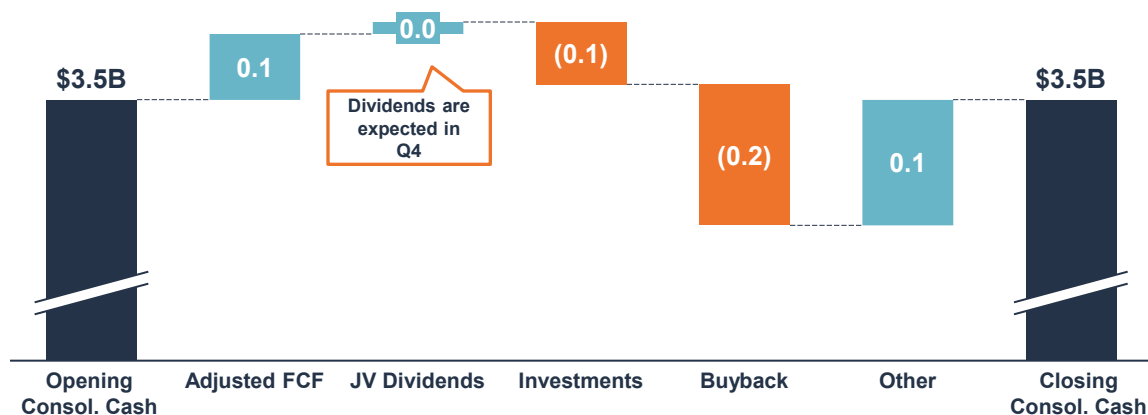 $3.5B
0.1
0.0
Dividends are
expected in
Q4
(0.1)
(0.2)
0.1
$3.5B
Opening
Consol. Cash
Adjusted FCF
JV Dividends
Investments
Buyback
Other
Closing
Consol. Cash